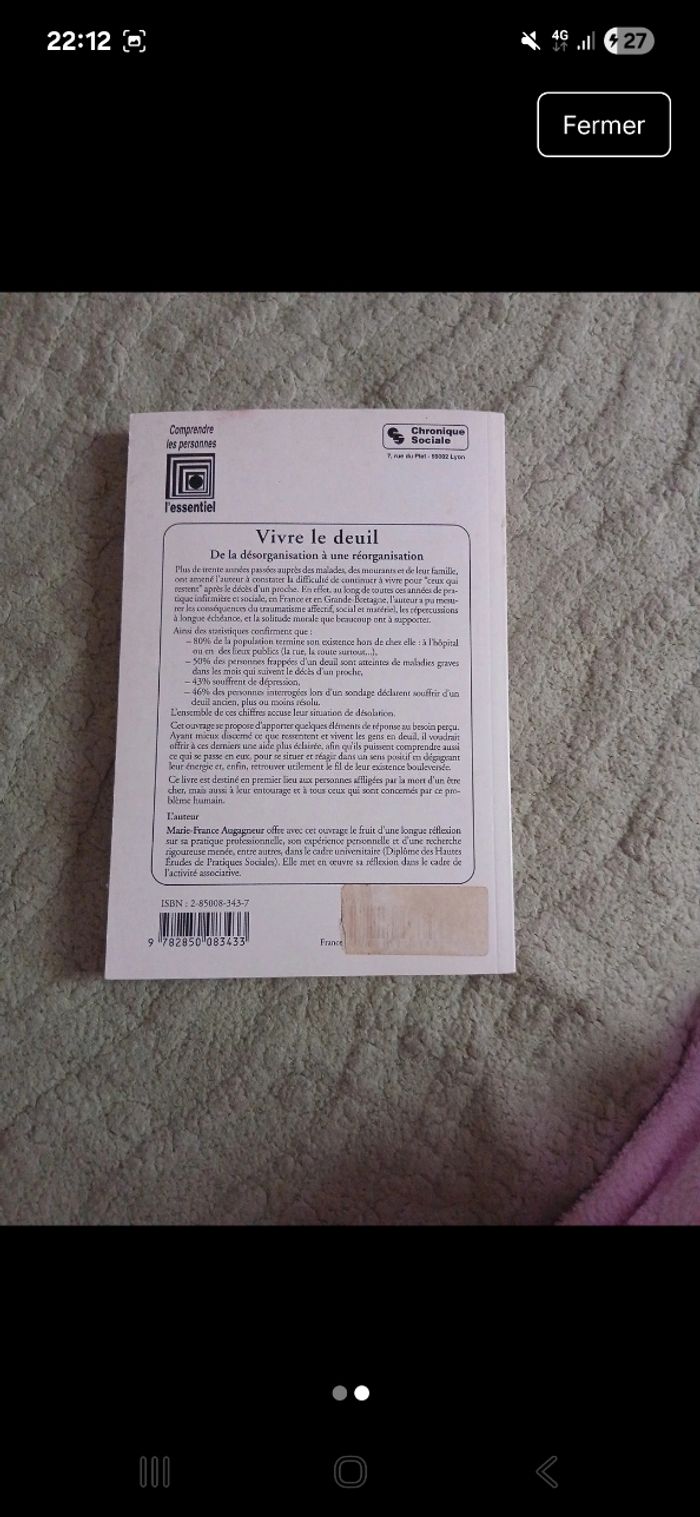 22:12
4G
27
Fermer
Comprendre
les personnes
l'essentiel
Chronique
Sociale
7, rue du Plat - 69002 Lyon
Vivre le deuil
De la désorganisation à une réorganisation
Plus de trente années passées auprès des malades, des mourants et de leur famille,
ont amené l'auteur à constater la difficulté de continuer à vivre pour "ceux qui
restent" après le décès d'un proche. En effet, au long de toutes ces années de pra-
tique infirmière et sociale, en France et en Grande-Bretagne, l'auteur a pu mesu-
rer les conséquences du traumatisme affectif, social et matériel, les répercussions
à longue échéance, et la solitude morale que beaucoup ont à supporter.
Ainsi des statistiques confirment que :
– 80% de la population termine son existence hors de chez elle : à l'hôpital
ou en des lieux publics (la rue, la route surtout...),
– 50% des personnes frappées d'un deuil sont atteintes de maladies graves
dans les mois qui suivent le décès d'un proche,
– 43% souffrent de dépression,
– 46% des personnes interrogées lors d'un sondage déclarent souffrir d'un
deuil ancien, plus ou moins résolu.
L'ensemble de ces chiffres accuse leur situation de désolation.
Cet ouvrage se propose d'apporter quelques éléments de réponse au besoin perçu.
Ayant mieux discerné ce que ressentent et vivent les gens en deuil, il voudrait
offrir à ces derniers une aide plus éclairée, afin qu'ils puissent comprendre aussi
ce qui se passe en eux, pour se situer et réagir dans un sens positif en dégageant
leur énergie et, enfin, retrouver utilement le fil de leur existence bouleversée.
Ce livre est destiné en premier lieu aux personnes affligées par la mort d'un être
cher, mais aussi à leur entourage et à tous ceux qui sont concernés par ce pro-
blème humain.
L'auteur
Marie-France Augagneur offre avec cet ouvrage le fruit d'une longue réflexion
sur sa pratique professionnelle, son expérience personnelle et d'une recherche
rigoureuse menée, entre autres, dans le cadre universitaire (Diplôme des Hautes
Études de Pratiques Sociales). Elle met en œuvre sa réflexion dans le cadre de
l'activité associative.
ISBN : 2-85008-343-7
9 782850 083433
France